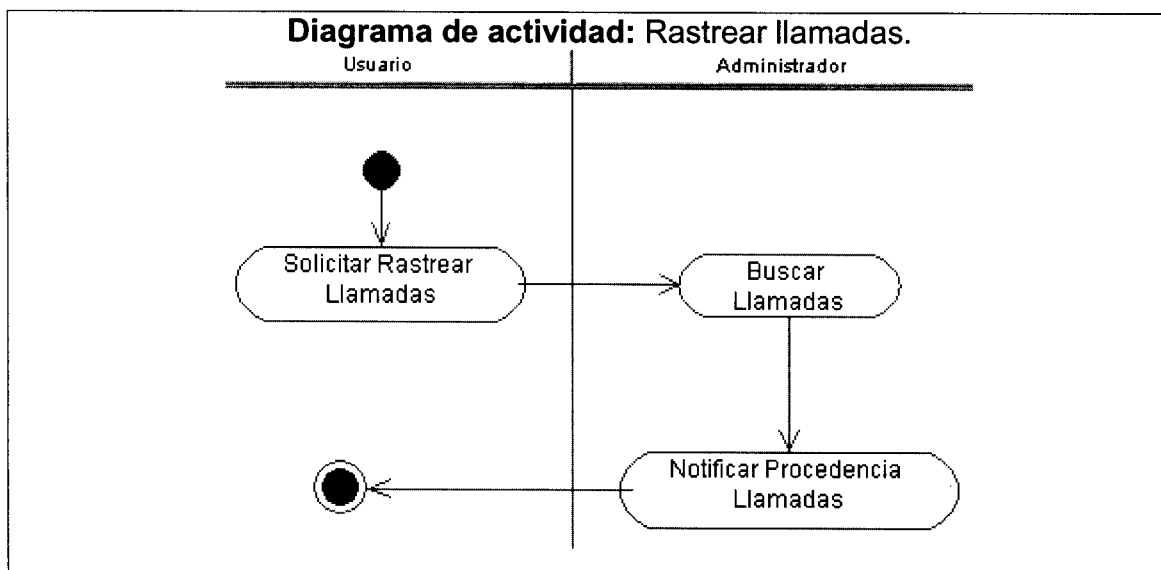 Diagrama de actividad: Rastrear llamadas.
Usuario
Administrador
Solicitar Rastrear
Llamadas
Buscar
Llamadas
Notificar Procedencia
Llamadas